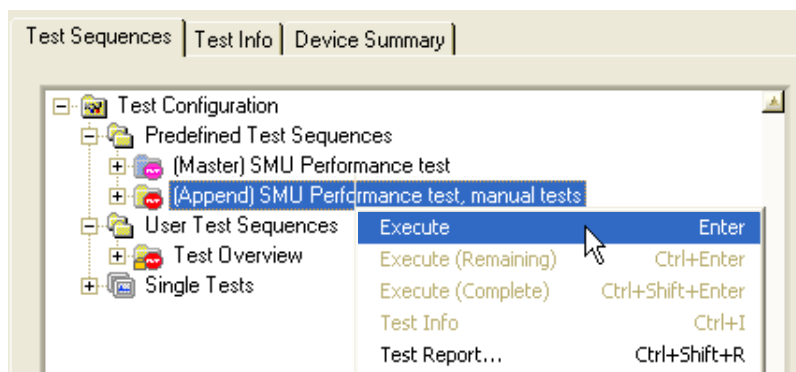 Test Sequences Test Info Device Summary
Test Configuration
Predefined Test Sequences
(Master) SMU Performance test
(Append) SMU Performance test, manual tests
User Test Sequences
Test Overview
Single Tests
Execute Enter
Execute (Remaining) Ctrl+Enter
Execute (Complete) Ctrl+Shift+Enter
Test Info Ctrl+I
Test Report... Ctrl+Shift+R